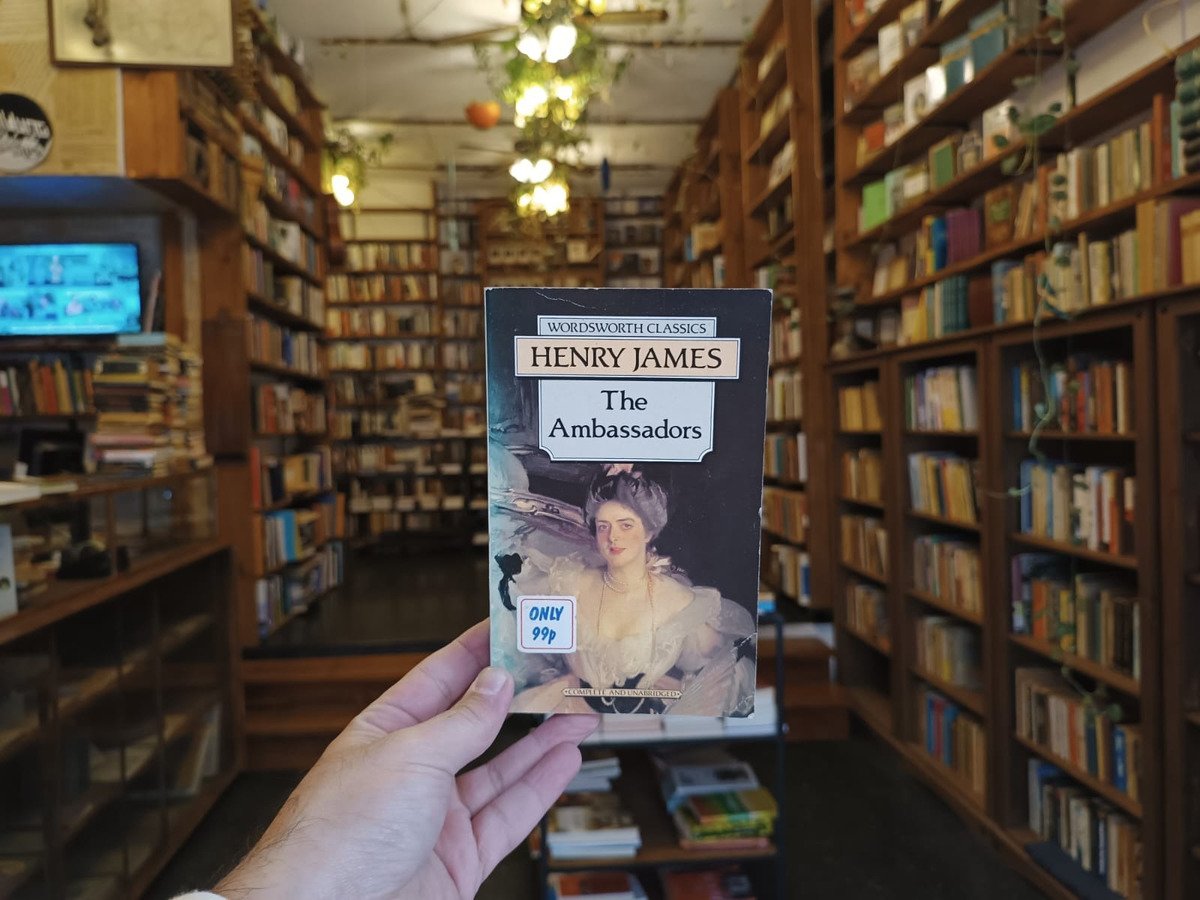 WORDSWORTH CLASSICS
HENRY JAMES
The
Ambassadors
ONLY
99p
COMPLETE AND UNABRIDGED